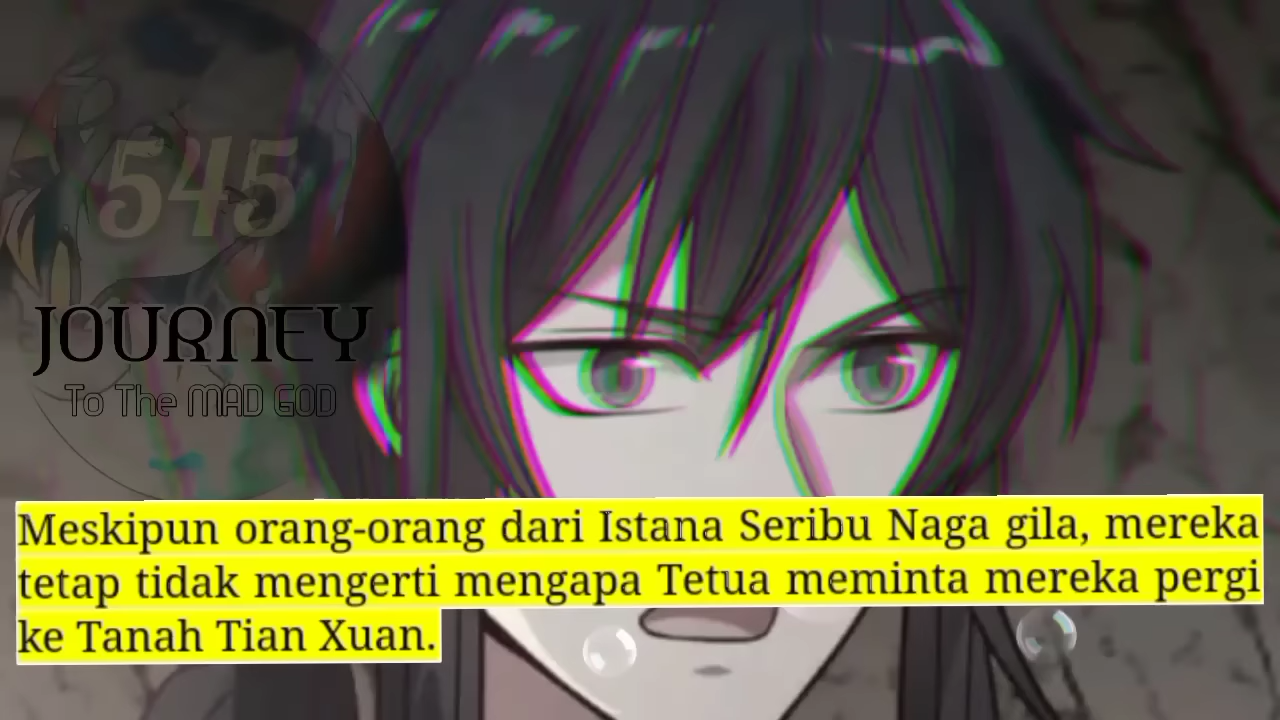 545
JOURNEY
To The MAD GOD
Meskipun orang-orang dari Istana Seribu Naga gila, mereka
tetap tidak mengerti mengapa Tetua meminta mereka pergi
ke Tanah Tian Xuan.